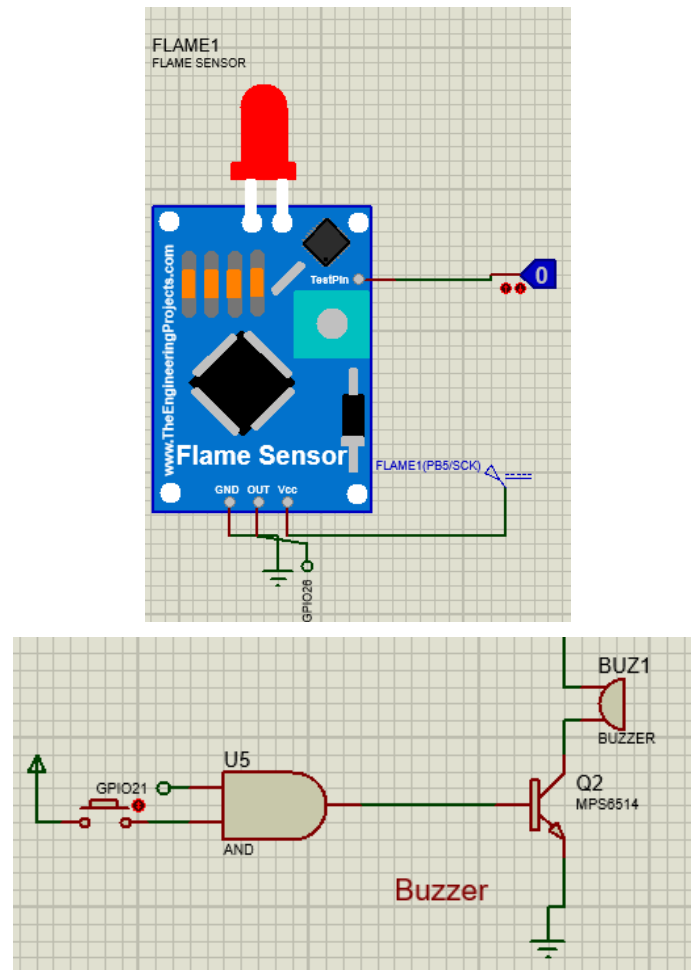 FLAME1
FLAME SENSOR
www.TheEngineeringProjects.com
TestPin
0
Flame Sensor
FLAME1(PB5/SCK)
GND OUT Vcc
GPIO26
BUZ1
BUZZER
U5
GPIO21
AND
Q2
MPS6514
Buzzer